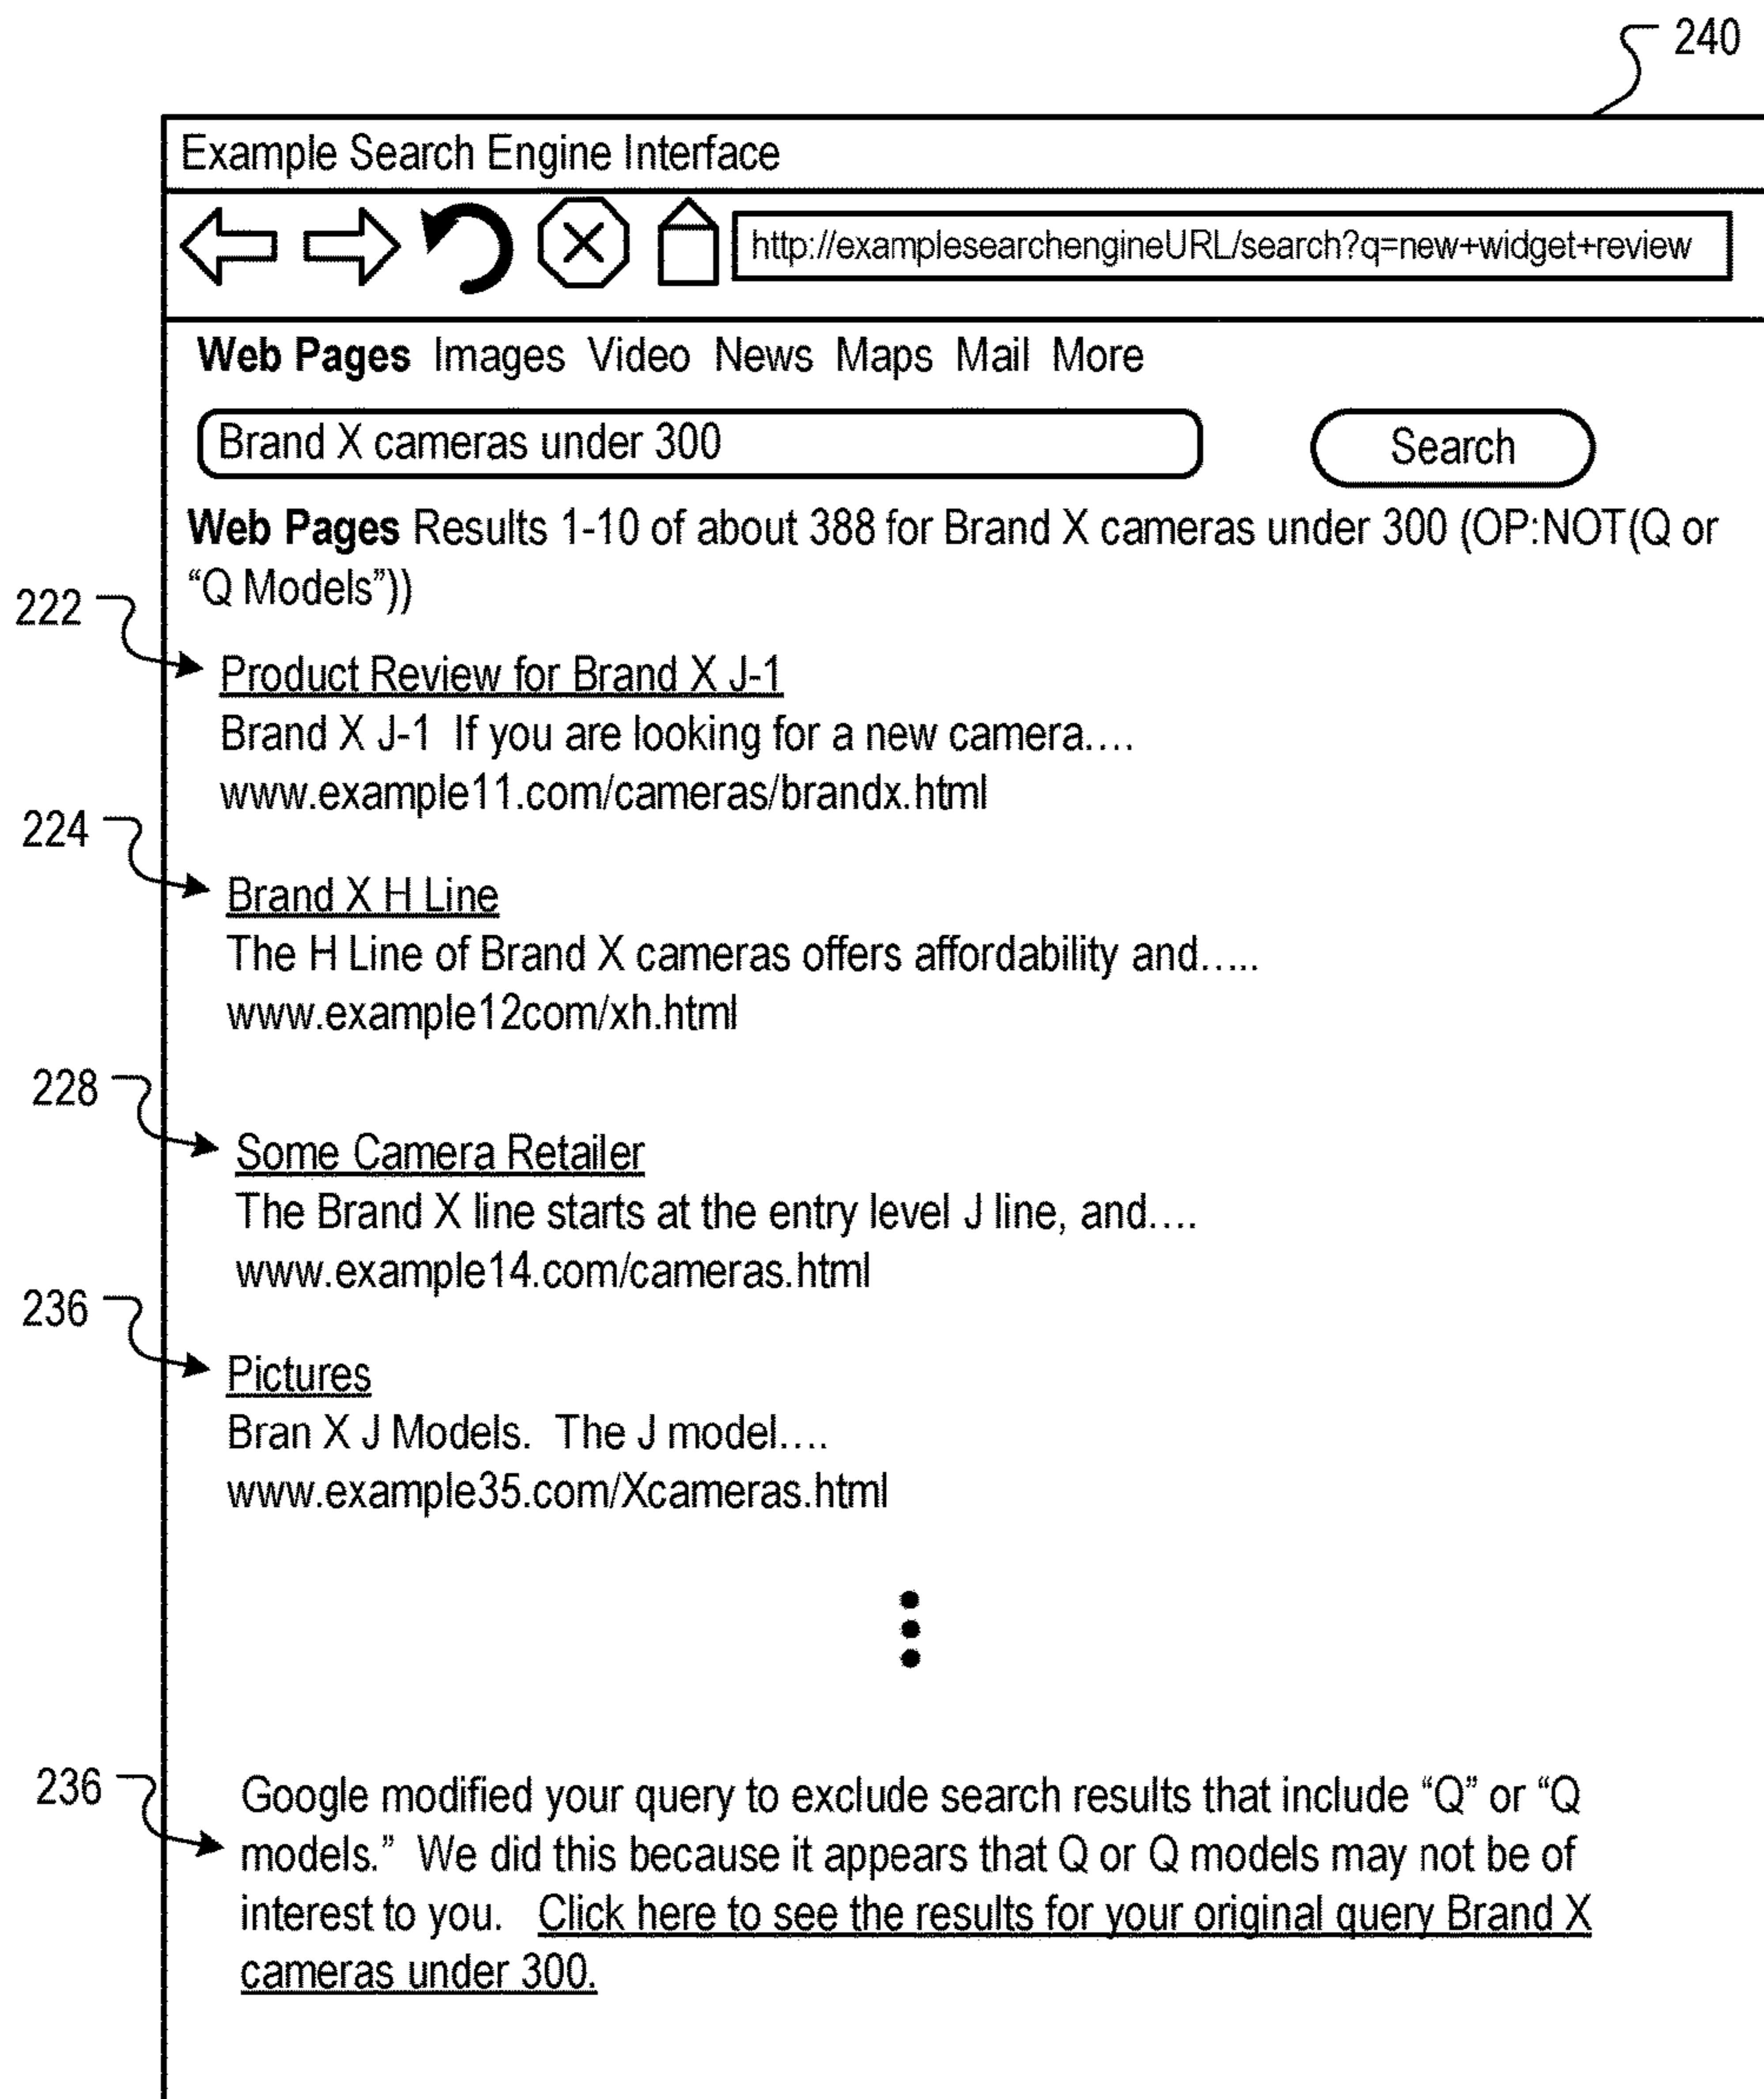 240
Example Search Engine Interface
http://examplesearchengineURL/search?q=new+widget+review
Web Pages Images Video News Maps Mail More
Brand X cameras under 300 Search
Web Pages Results 1-10 of about 388 for Brand X cameras under 300 (OP:NOT(Q or
“Q Models”))
222
Product Review for Brand X J-1
Brand X J-1 If you are looking for a new camera....
www.example11.com/cameras/brandx.html
224
Brand X H Line
The H Line of Brand X cameras offers affordability and.....
www.example12com/xh.html
228
Some Camera Retailer
The Brand X line starts at the entry level J line, and....
www.example14.com/cameras.html
236
Pictures
Bran X J Models. The J model....
www.example35.com/Xcameras.html
236
Google modified your query to exclude search results that include “Q” or “Q
models.” We did this because it appears that Q or Q models may not be of
interest to you. Click here to see the results for your original query Brand X
cameras under 300.